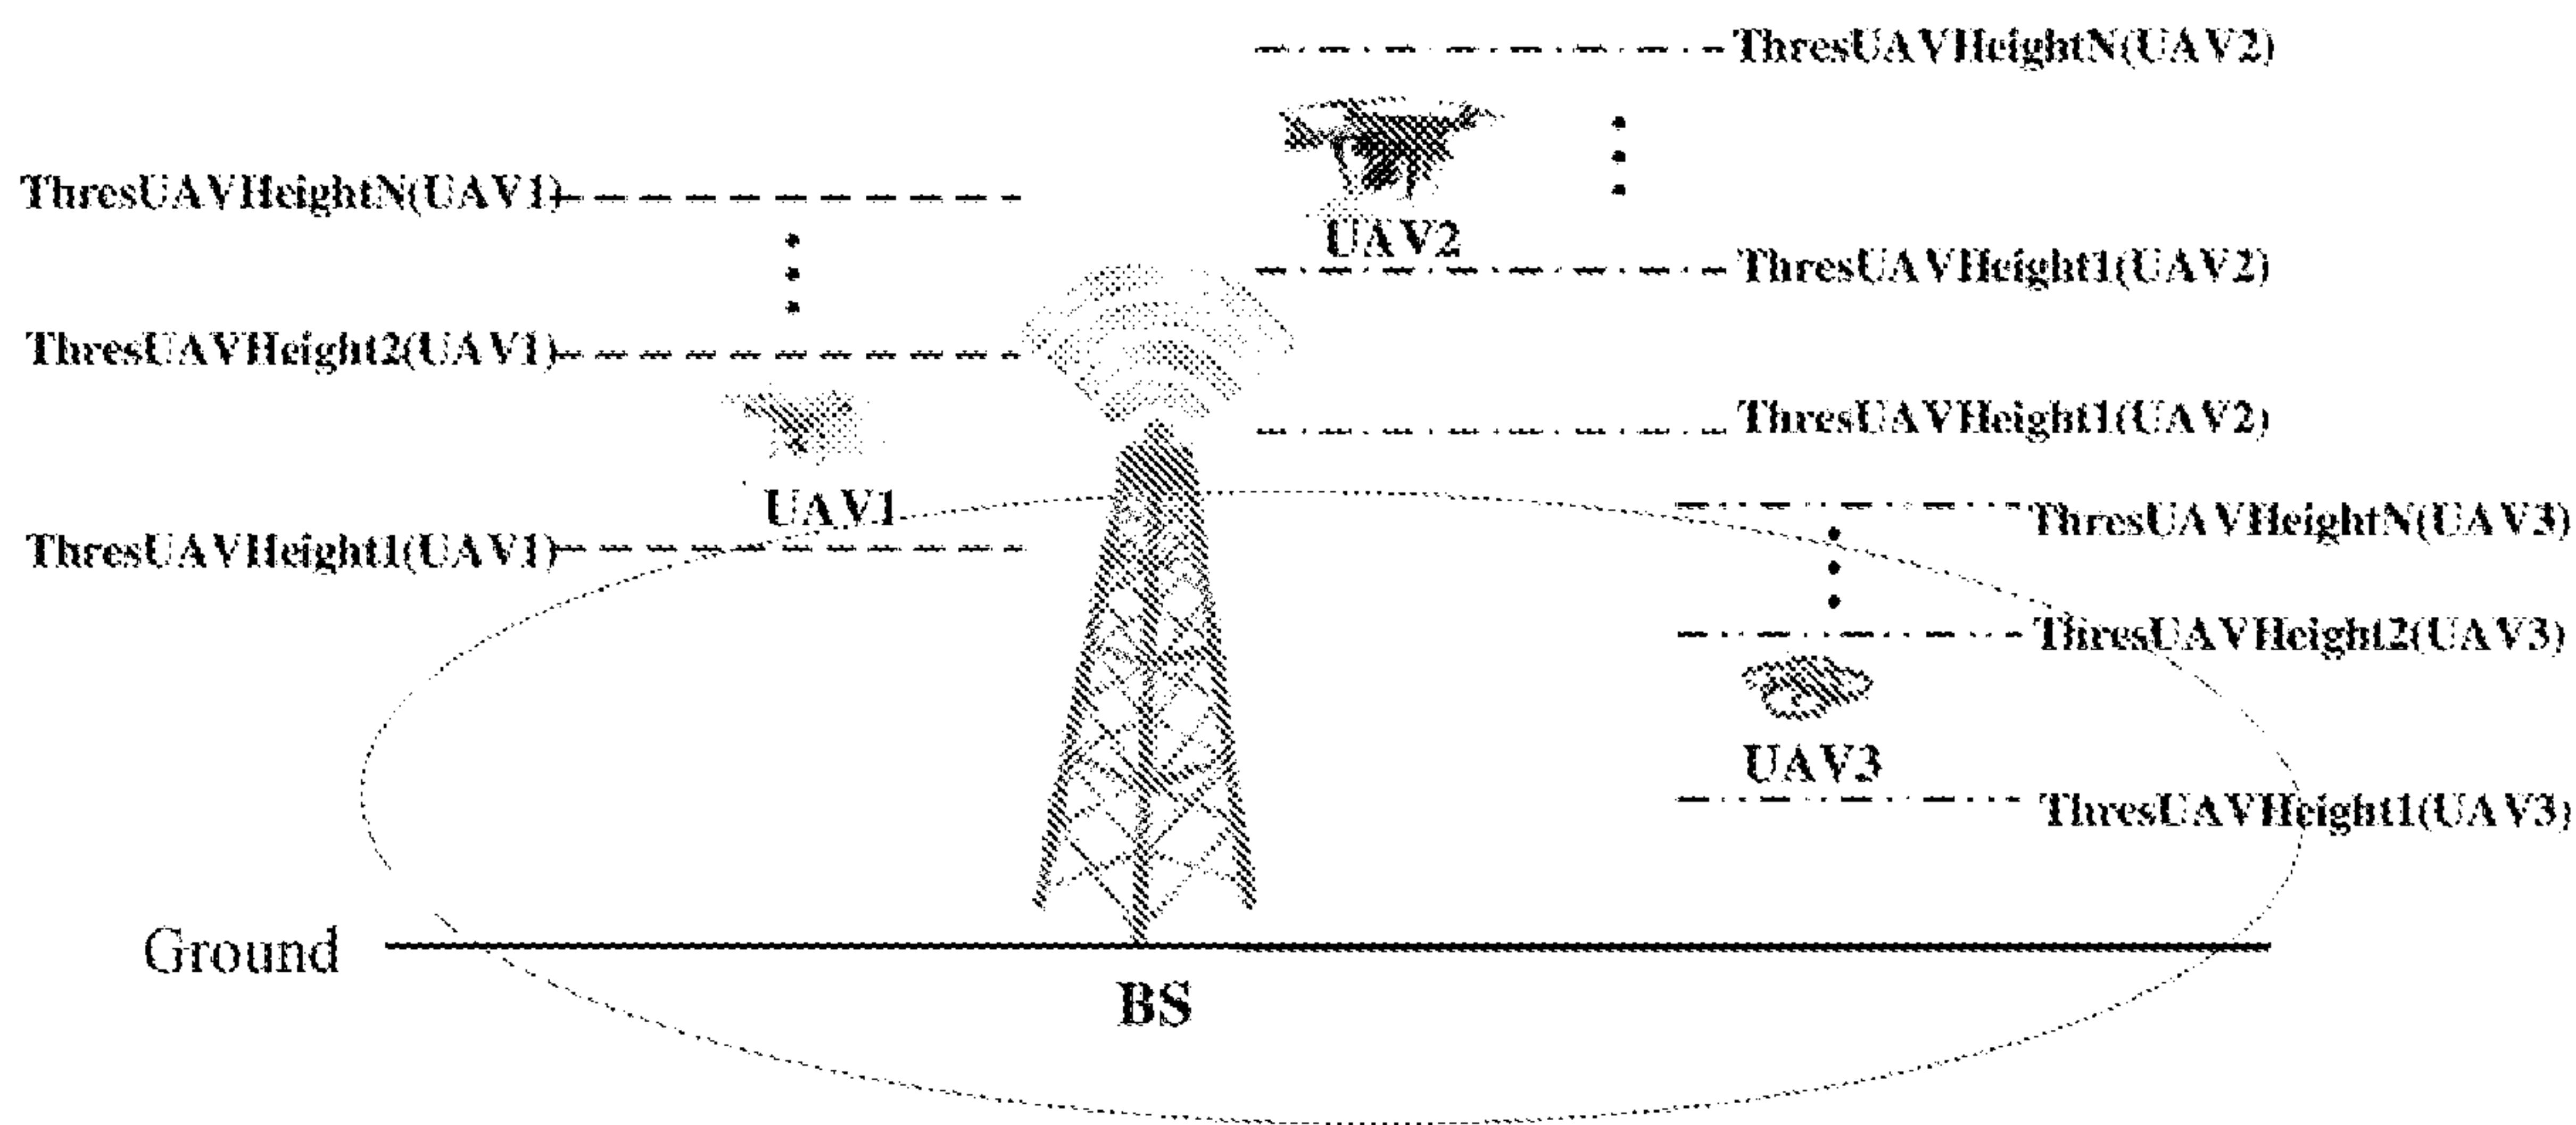 ThresUAVHeightN(UAV2)
ThresUAVHeightN(UAV1)
UAV2
ThresUAVHeight1(UAV2)
ThresUAVHeight2(UAV1)
ThresUAVHeight1(UAV2)
UAV1
ThresUAVHeightN(UAV3)
ThresUAVHeight1(UAV1)
ThresUAVHeight2(UAV3)
UAV3
ThresUAVHeight1(UAV3)
Ground
BS